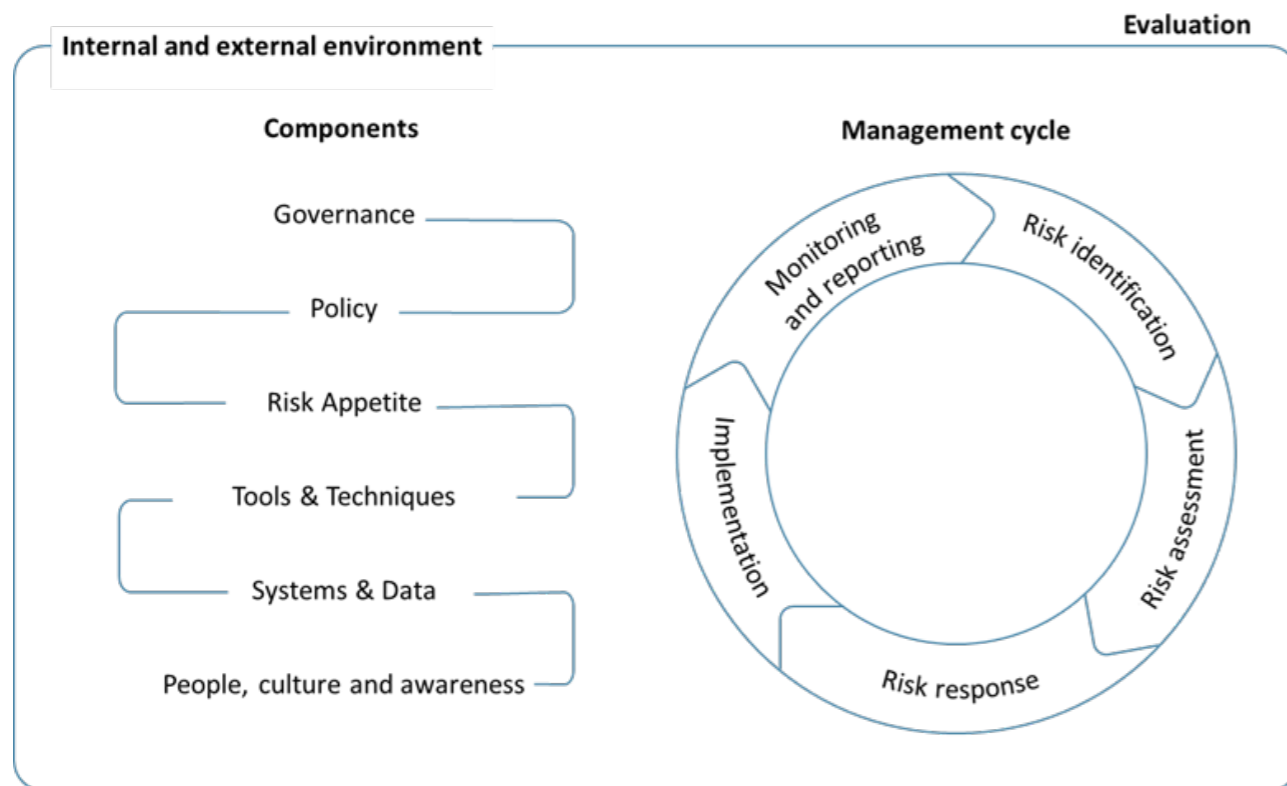 Evaluation
Internal and external environment
Components
Governance
Policy
Risk Appetite
Tools & Techniques
Systems & Data
People, culture and awareness
Management cycle
Risk identification
Risk assessment
Risk response
Implementation
Monitoring
and reporting